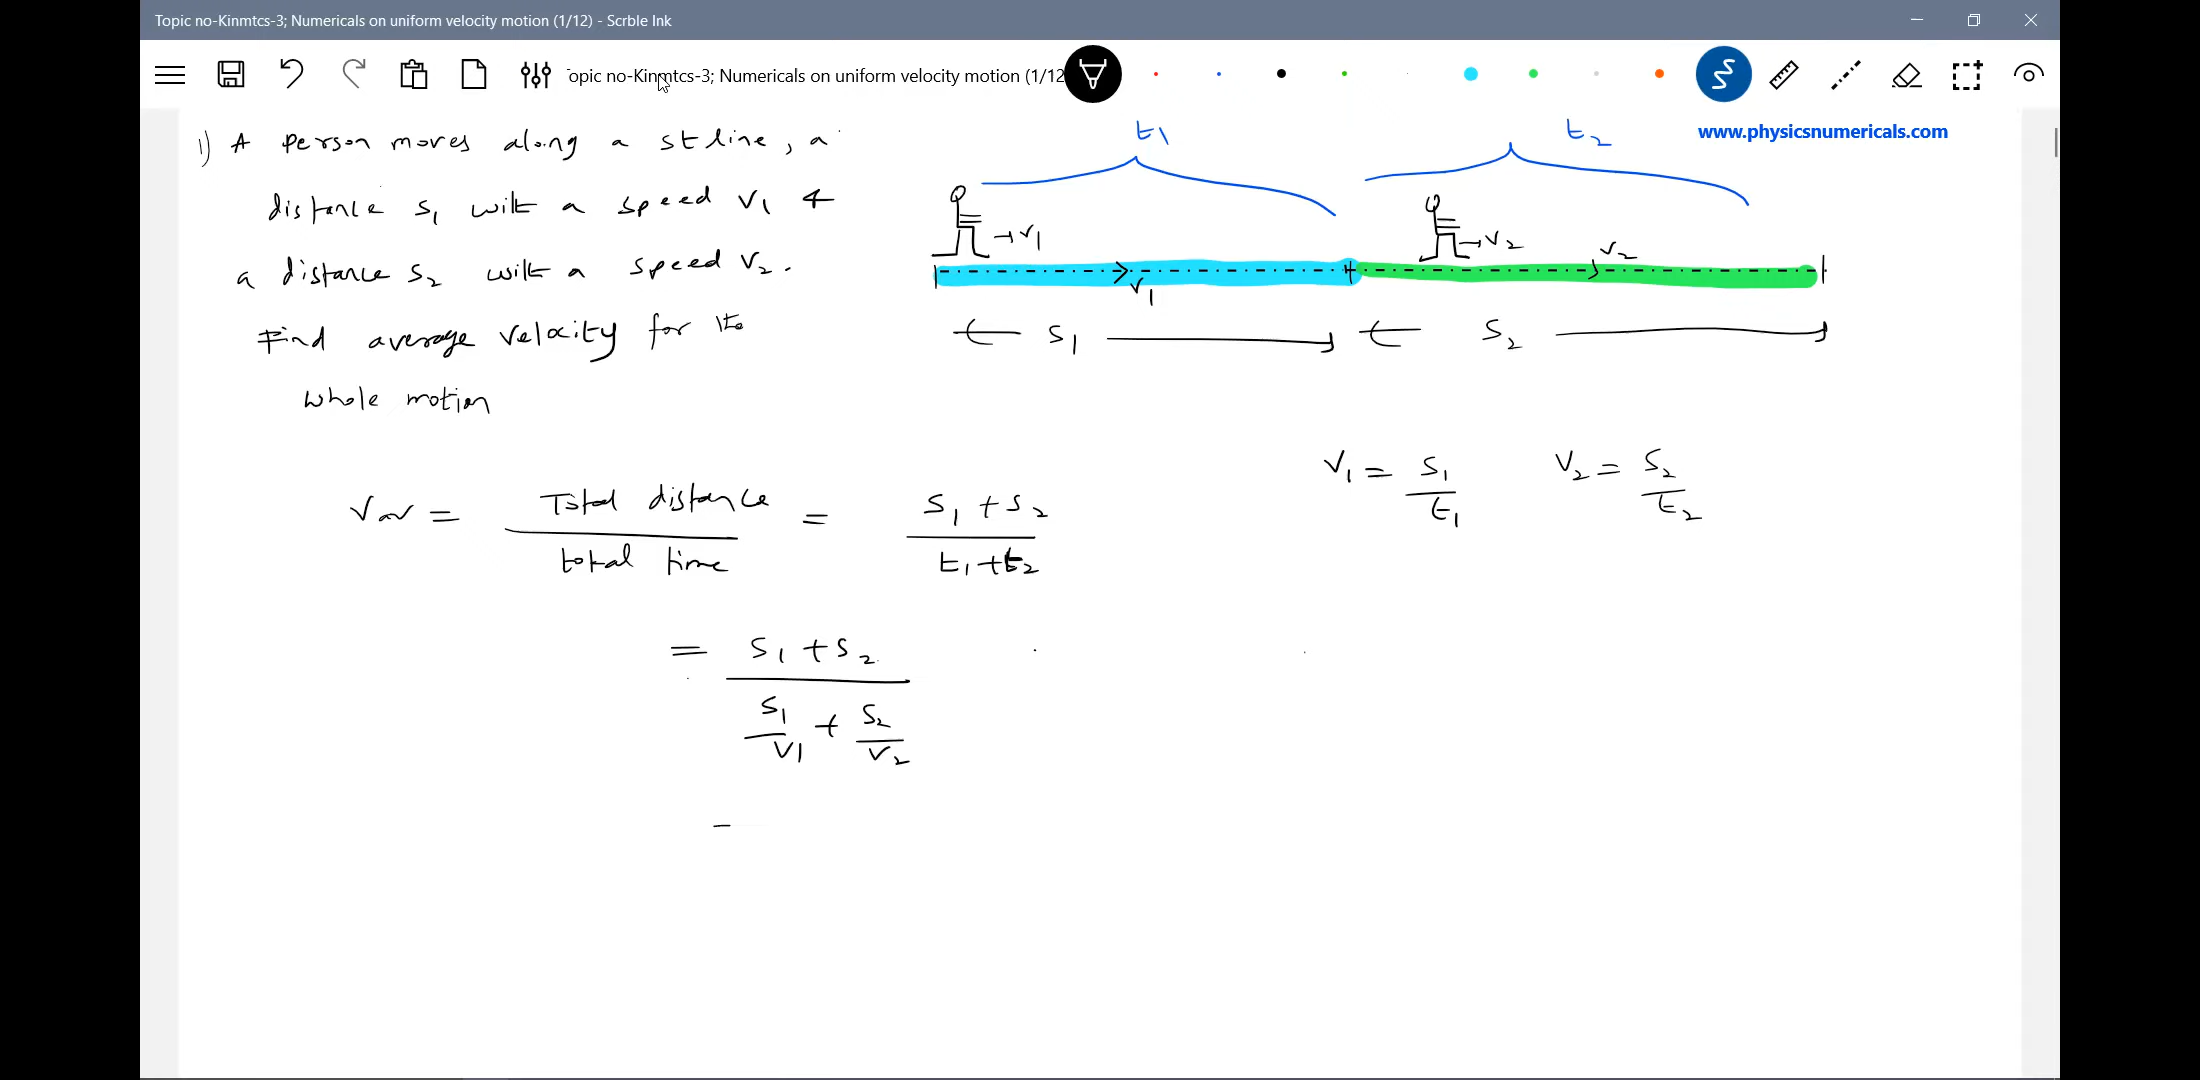 Topic no-Kinmtcs-3; Numericals on uniform velocity motion (1/12) - Scrble Ink
opic no-Kinmtcs-3; Numericals on uniform velocity motion (1/12
www.physicsnumericals.com
1) A person moves along a st line, a
distance S1 with a speed V1 &
a distance S2 with a speed V2.
Find average velocity for the
whole motion
t1 t2
→V1 →V2 V2
V1
S1 S2
Vav = Total distance / total time = S1 + S2 / t1 + t2
V1 = S1 / t1 V2 = S2 / t2
= S1 + S2 / S1/V1 + S2/V2